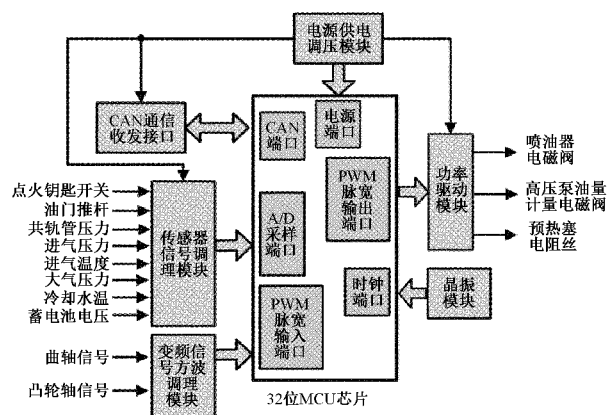 电源供电
调压模块
CAN通信
收发接口
CAN
端口
电源
端口
PWM
脉宽
输出端
端口
功率
驱动
模块
喷油器
电磁阀
高压泵油量
计量电磁阀
预热塞
电阻丝
点火钥匙开关
油门推杆
共轨管压力
进气压力
进气温度
大气压力
冷却水温
蓄电池电压
传感器
信号调
理模块
A/D
采样
端口
时钟
端口
晶振
模块
PWM
脉宽
输入
端口
曲轴信号
凸轮轴信号
变频信
号方波
调理
模块
32位MCU芯片